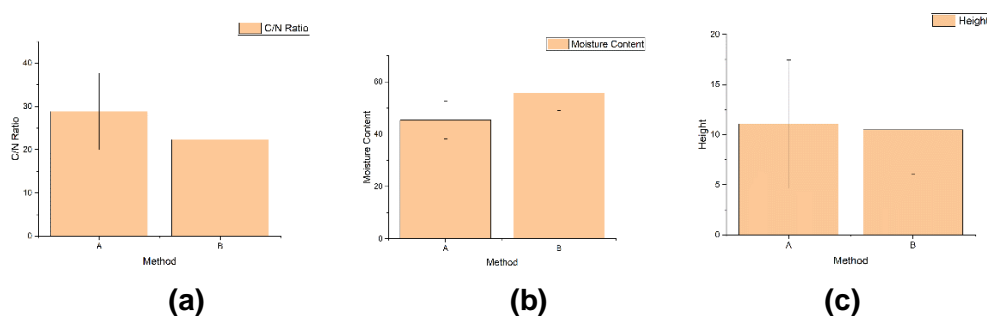 C/N Ratio
40
30
20
10
0
C/N Ratio
A
B
Method
(a)
Moisture Content
60
40
20
0
Moisture Content
A
B
Method
(b)
Height
20
15
10
5
0
Height
A
B
Method
(c)